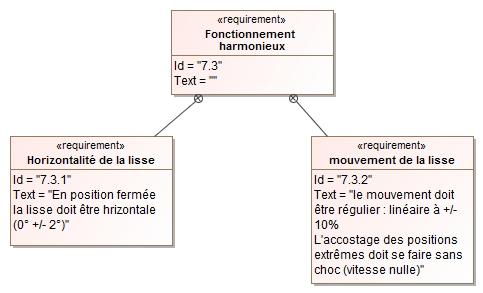 «requirement»
Fonctionnement
harmonieux
Id = "7.3"
Text = ""
«requirement»
Horizontalité de la lisse
Id = "7.3.1"
Text = "En position fermée
la lisse doit être hrizontale
(0° +/- 2°)"
«requirement»
mouvement de la lisse
Id = "7.3.2"
Text = "le mouvement doit
être régulier : linéaire à +/-
10%
L'accostage des positions
extrêmes doit se faire sans
choc (vitesse nulle)"